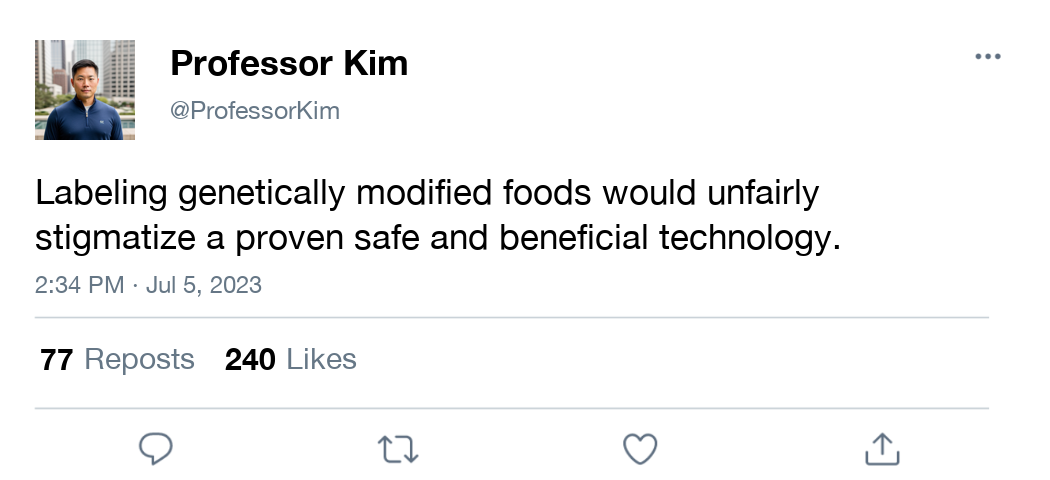 Professor Kim
@ProfessorKim
Labeling genetically modified foods would unfairly
stigmatize a proven safe and beneficial technology.
2:34 PM · Jul 5, 2023
77 Reposts 240 Likes